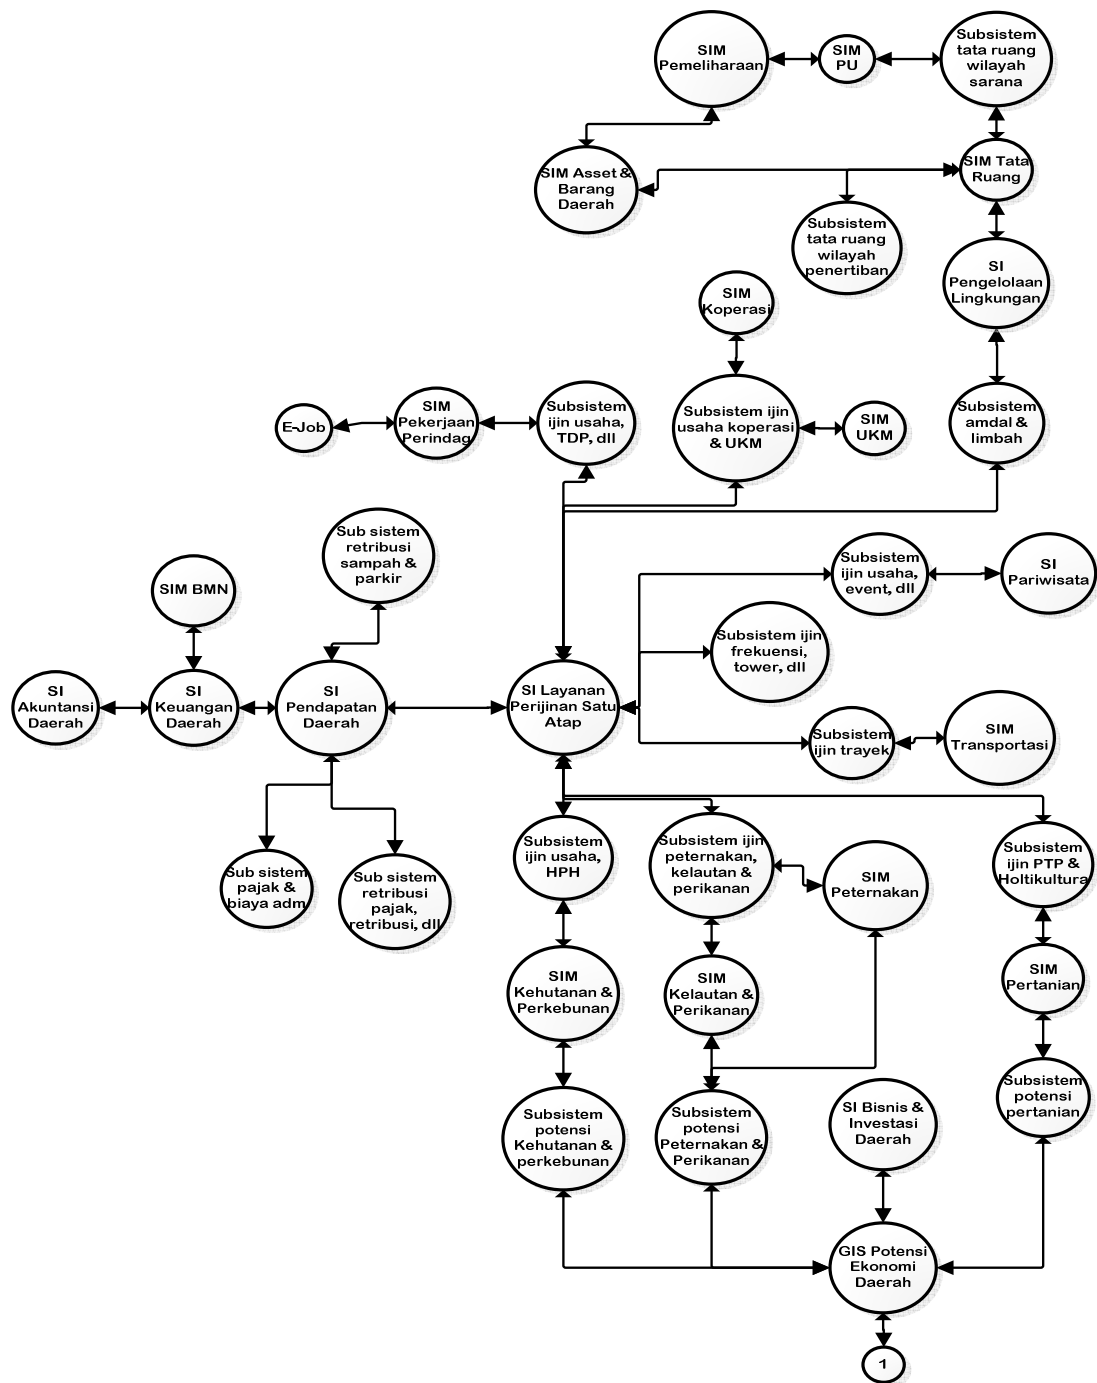 SIM
Pemeliharaan
SIM
PU
Subsistem
tata ruang
wilayah
sarana
SIM Asset &
Barang
Daerah
SIM Tata
Ruang
Subsistem
tata ruang
wilayah
penertiban
SI
Pengelolaan
Lingkungan
SIM
Koperasi
E-Job
SIM
Pekerjaan
Perindag
Subsistem
ijin usaha,
TDP, dll
Subsistem ijin
usaha koperasi
& UKM
SIM
UKM
Subsistem
amdal &
limbah
Sub sistem
retribusi
sampah &
parkir
SIM BMN
Subsistem
ijin usaha,
event, dll
SI
Pariwisata
Subsistem ijin
frekuensi,
tower, dll
SI
Akuntansi
Daerah
SI
Keuangan
Daerah
SI
Pendapatan
Daerah
SI Layanan
Perijinan Satu
Atap
Subsistem
ijin trayek
SIM
Transportasi
Sub sistem
pajak &
biaya adm
Sub sistem
retribusi
pajak,
retribusi, dll
Subsistem
ijin usaha,
HPH
Subsistem ijin
peternakan,
kelautan &
perikanan
SIM
Peternakan
Subsistem
ijin PTP &
Holtikultura
SIM
Kehutanan &
Perkebunan
SIM
Kelautan &
Perikanan
SIM
Pertanian
Subsistem
potensi
Kehutanan &
perkebunan
Subsistem
potensi
Peternakan &
Perikanan
SI Bisnis &
Investasi
Daerah
Subsistem
potensi
pertanian
GIS Potensi
Ekonomi
Daerah
1